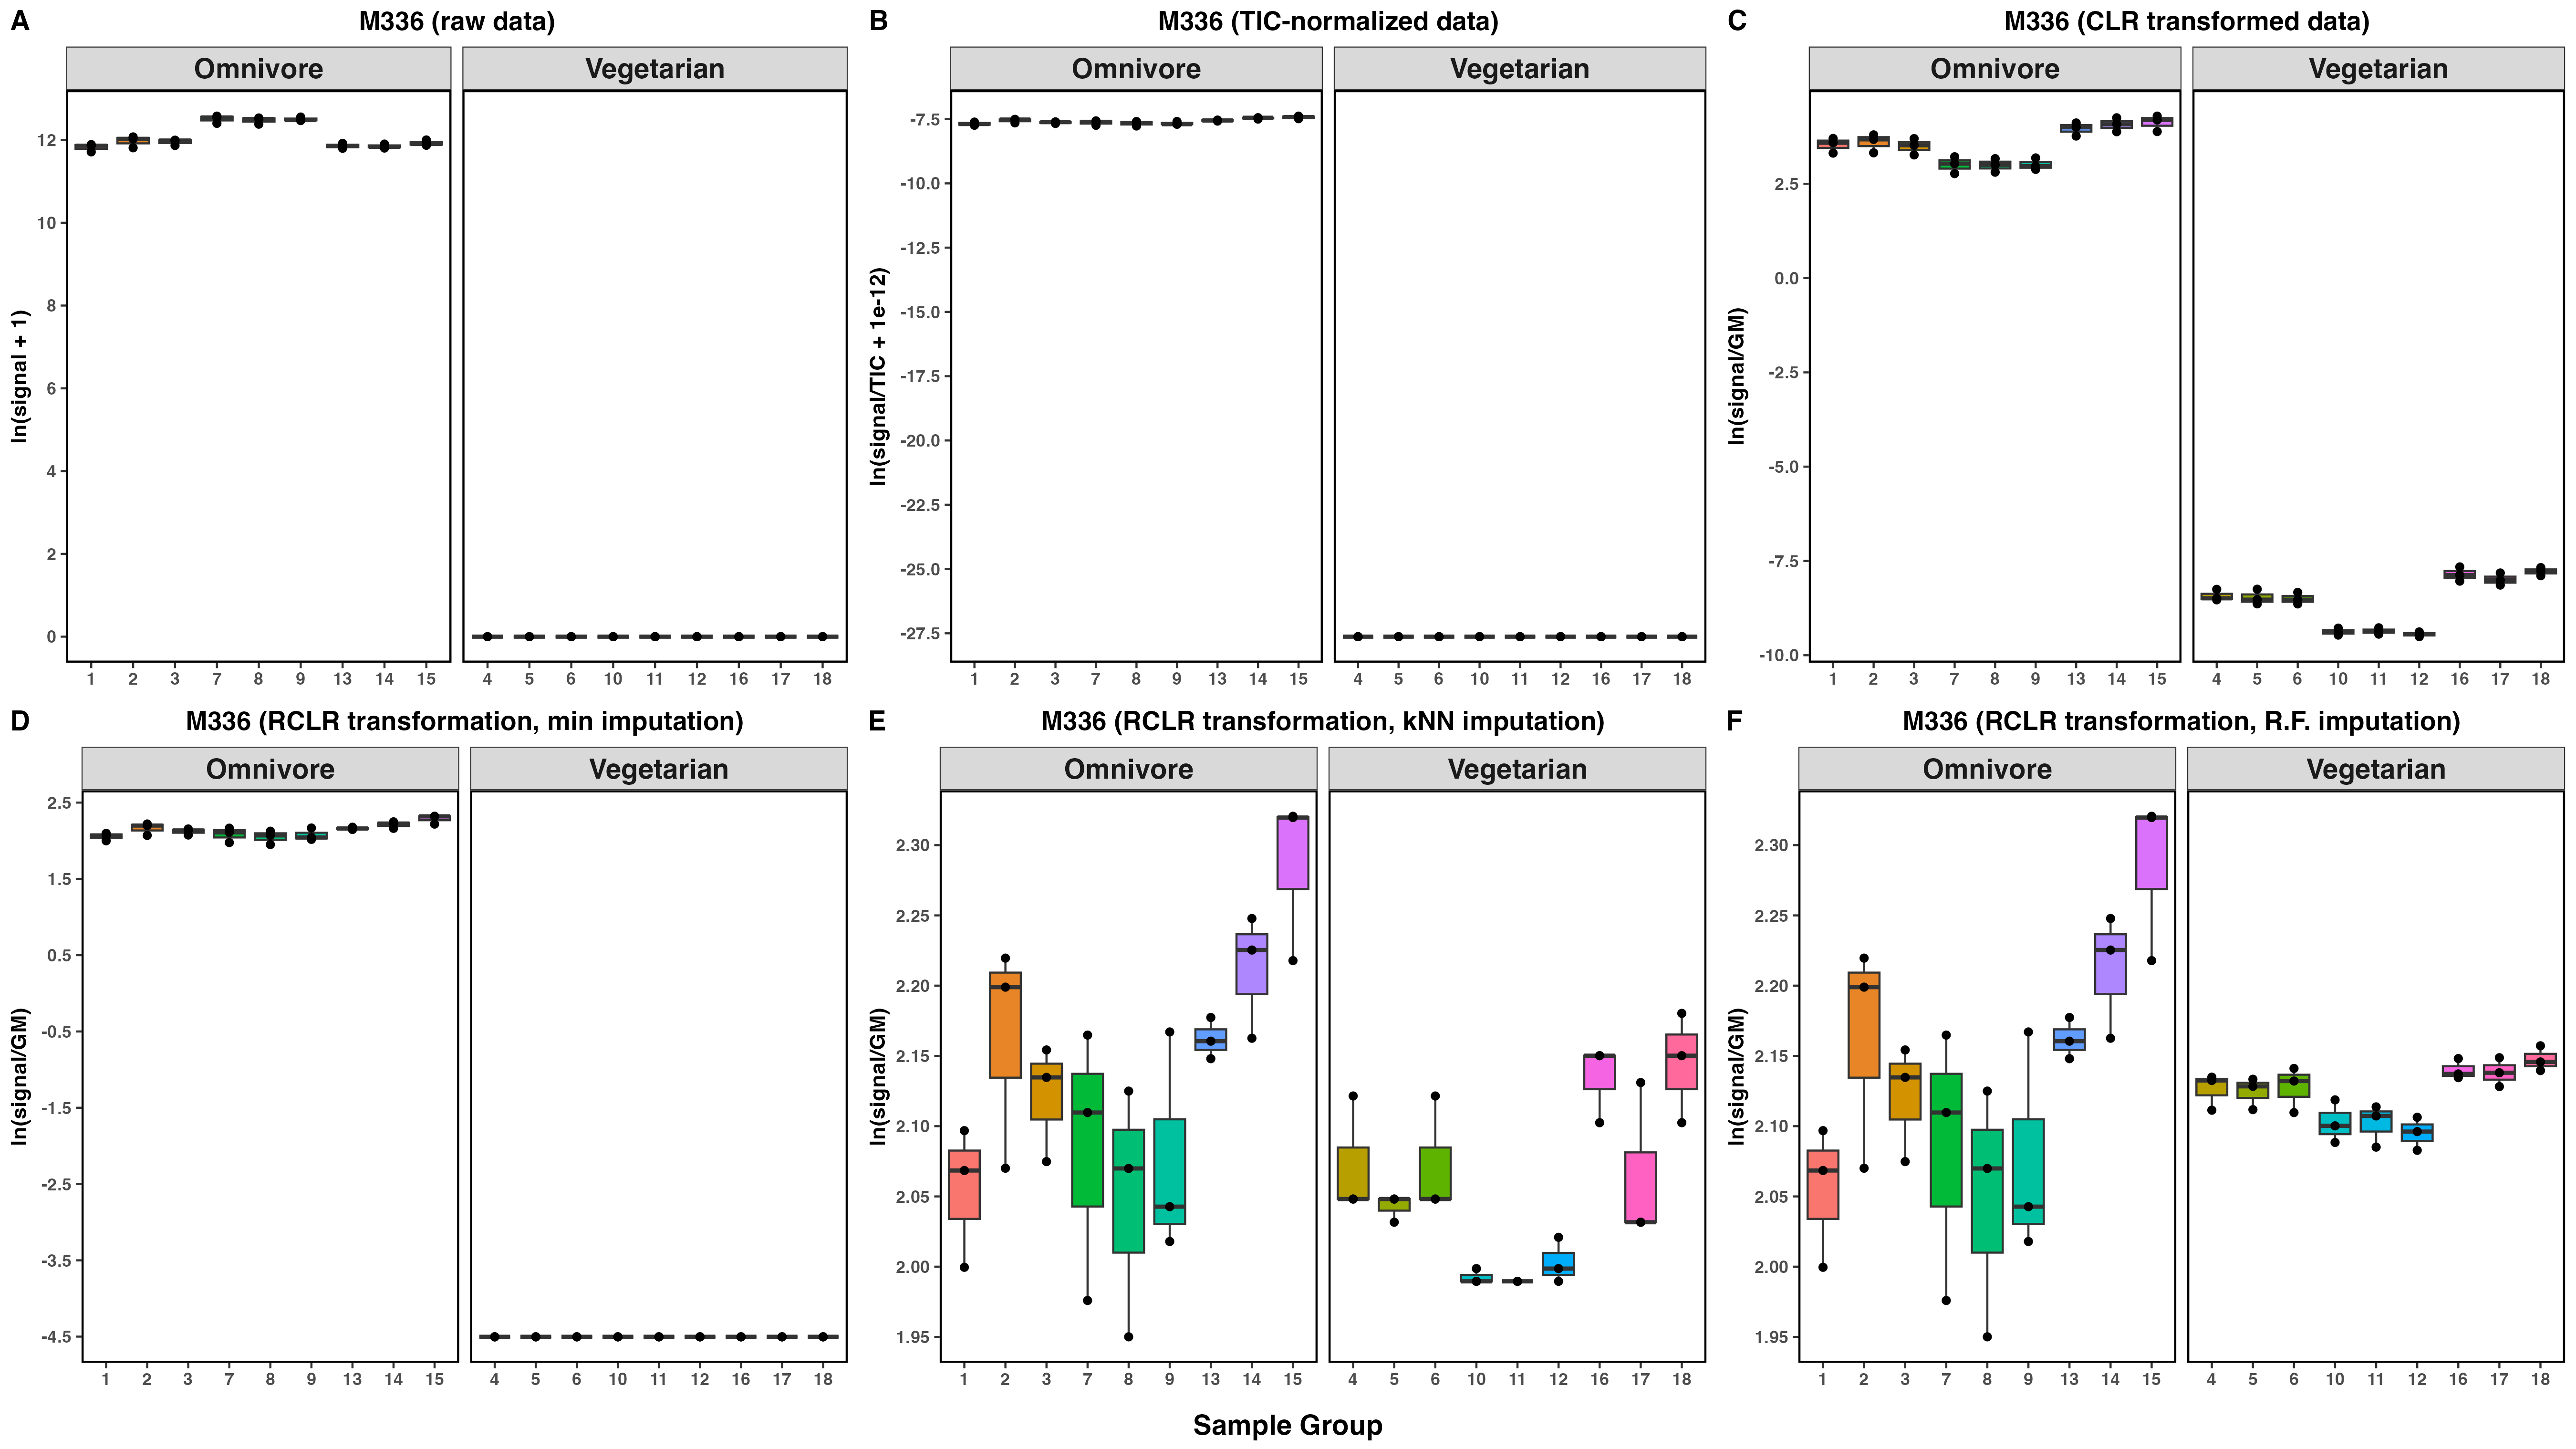 A M336 (raw data)
Omnivore Vegetarian
ln(signal + 1)
12
10
8
6
4
2
0
1 2 3 7 8 9 13 14 15 4 5 6 10 11 12 16 17 18
B M336 (TIC-normalized data)
Omnivore Vegetarian
ln(signal/TIC + 1e-12)
-7.5
-10.0
-12.5
-15.0
-17.5
-20.0
-22.5
-25.0
-27.5
1 2 3 7 8 9 13 14 15 4 5 6 10 11 12 16 17 18
C M336 (CLR transformed data)
Omnivore Vegetarian
ln(signal/GM)
2.5
0.0
-2.5
-5.0
-7.5
-10.0
1 2 3 7 8 9 13 14 15 4 5 6 10 11 12 16 17 18
D M336 (RCLR transformation, min imputation)
Omnivore Vegetarian
ln(signal/GM)
2.5
1.5
0.5
-0.5
-1.5
-2.5
-3.5
-4.5
1 2 3 7 8 9 13 14 15 4 5 6 10 11 12 16 17 18
E M336 (RCLR transformation, kNN imputation)
Omnivore Vegetarian
ln(signal/GM)
2.30
2.25
2.20
2.15
2.10
2.05
2.00
1.95
1 2 3 7 8 9 13 14 15 4 5 6 10 11 12 16 17 18
F M336 (RCLR transformation, R.F. imputation)
Omnivore Vegetarian
ln(signal/GM)
2.30
2.25
2.20
2.15
2.10
2.05
2.00
1.95
1 2 3 7 8 9 13 14 15 4 5 6 10 11 12 16 17 18
Sample Group